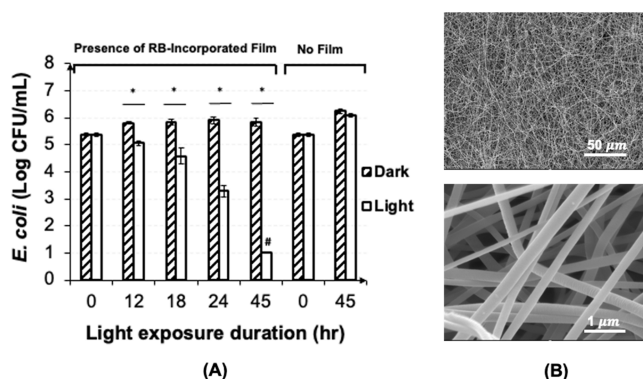 Presence of RB-Incorporated Film
No Film
E. coli (Log CFU/mL)
8
7
6
5
4
3
2
1
0
* * * *
#
Dark
Light
0 12 18 24 45 0 45
Light exposure duration (hr)
(A)
50 μm
1 μm
(B)